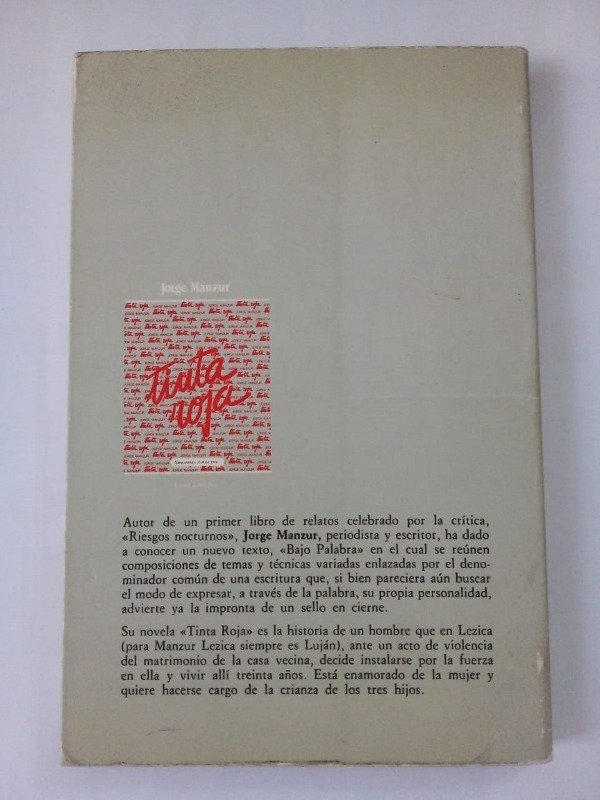 Jorge Manzur
tinta
roja
Autor de un primer libro de relatos celebrado por la crítica,
«Riesgos nocturnos», Jorge Manzur, periodista y escritor, ha dado
a conocer un nuevo texto, «Bajo Palabra» en el cual se reúnen
composiciones de temas y técnicas variadas enlazadas por el deno-
minador común de una escritura que, si bien pareciera aún buscar
el modo de expresar, a través de la palabra, su propia personalidad,
advierte ya la impronta de un sello en cierne.
Su novela «Tinta Roja» es la historia de un hombre que en Lezica
(para Manzur Lezica siempre es Luján), ante un acto de violencia
del matrimonio de la casa vecina, decide instalarse por la fuerza
en ella y vivir allí treinta años. Está enamorado de la mujer y
quiere hacerse cargo de la crianza de los tres hijos.